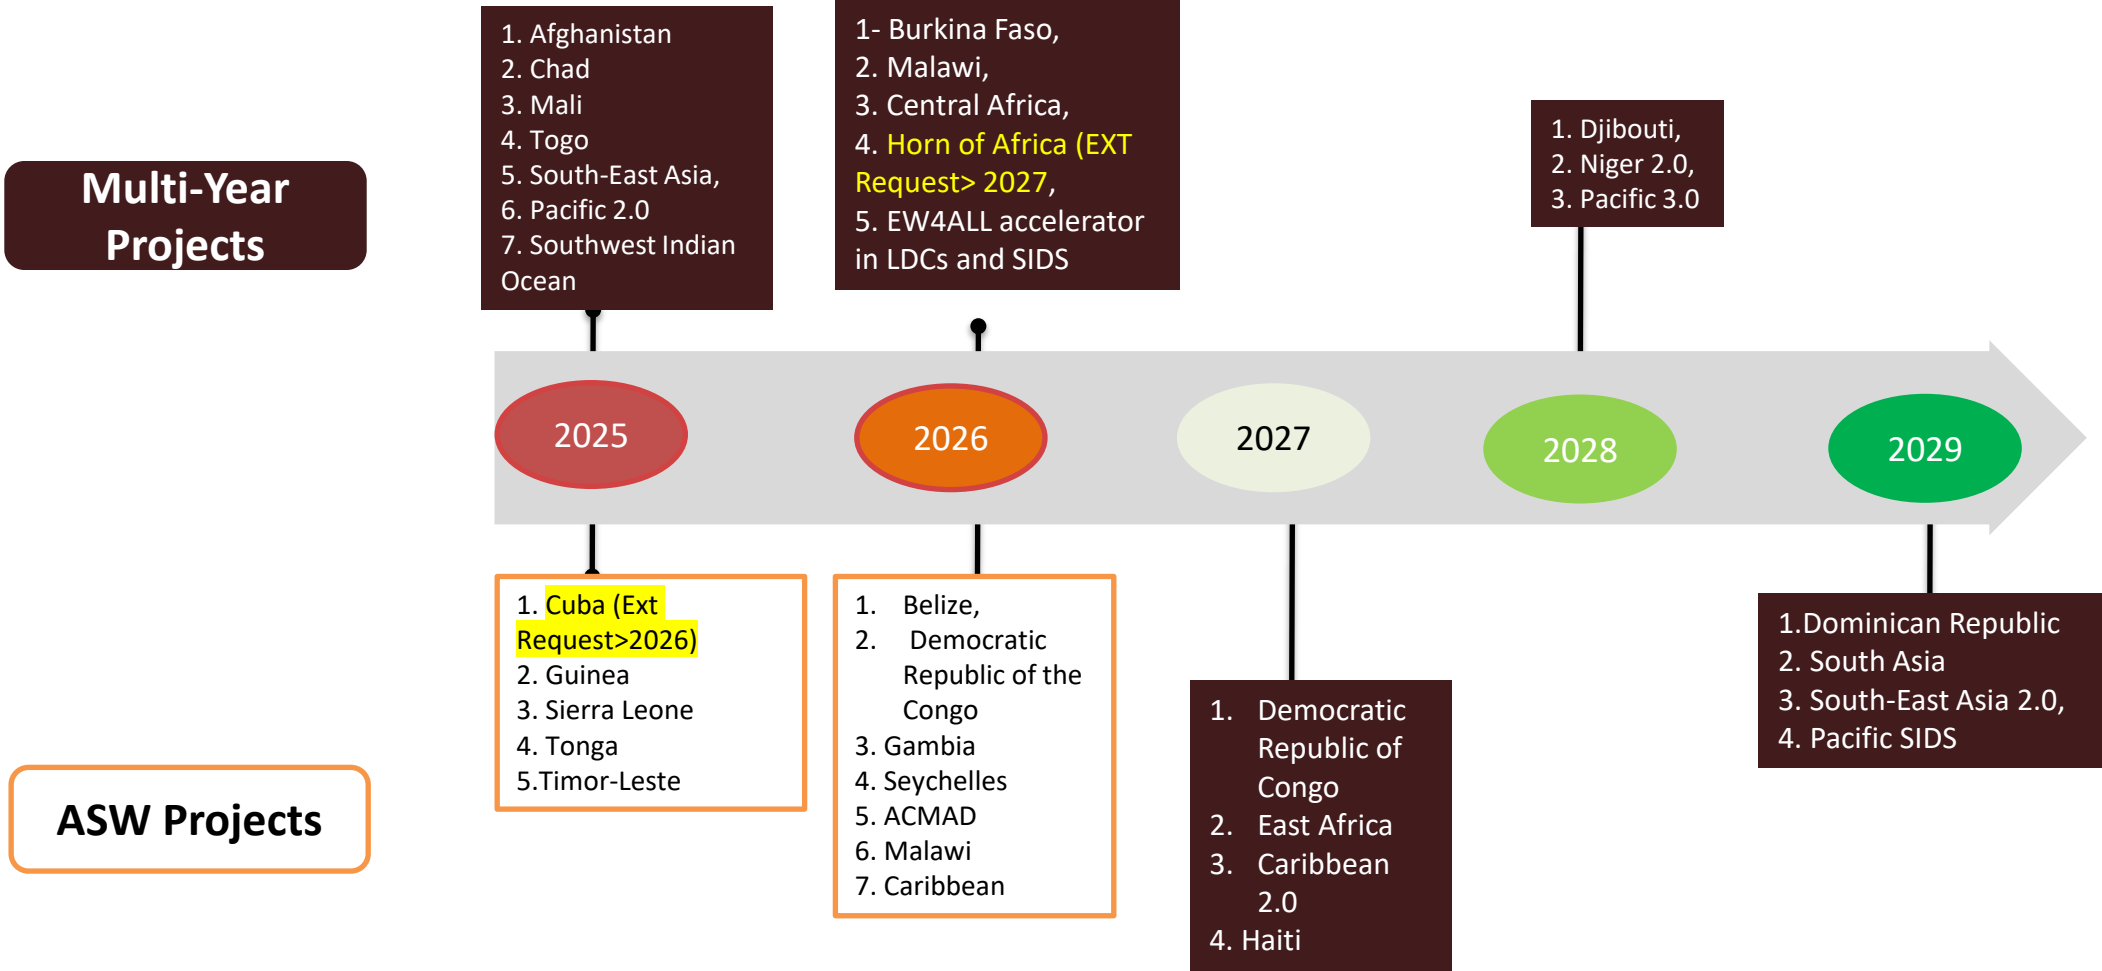 Multi-Year
Projects
1. Afghanistan
2. Chad
3. Mali
4. Togo
5. South-East Asia,
6. Pacific 2.0
7. Southwest Indian
Ocean
1- Burkina Faso,
2. Malawi,
3. Central Africa,
4. Horn of Africa (EXT
Request> 2027,
5. EW4ALL accelerator
in LDCs and SIDS
1. Djibouti,
2. Niger 2.0,
3. Pacific 3.0
2025
2026
2027
2028
2029
ASW Projects
1. Cuba (Ext
Request>2026)
2. Guinea
3. Sierra Leone
4. Tonga
5.Timor-Leste
1. Belize,
2. Democratic
Republic of the
Congo
3. Gambia
4. Seychelles
5. ACMAD
6. Malawi
7. Caribbean
1. Democratic
Republic of
Congo
2. East Africa
3. Caribbean
2.0
4. Haiti
1.Dominican Republic
2. South Asia
3. South-East Asia 2.0,
4. Pacific SIDS